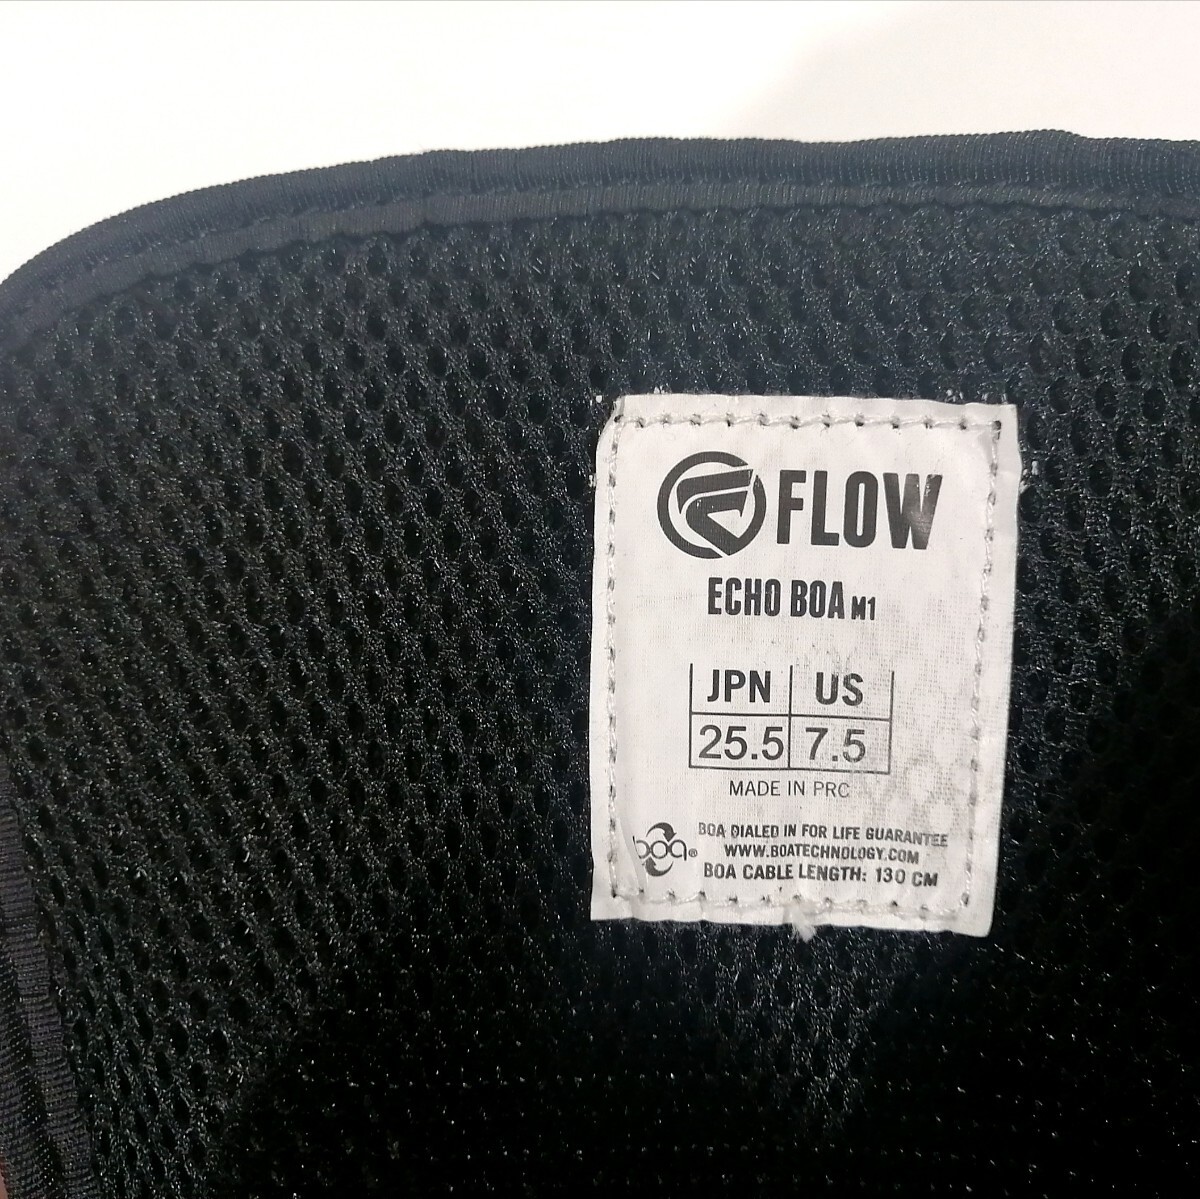 FLOW
ECHO BOA M1
JPN US
25.5 7.5
MADE IN PRC
boa®
BOA DIALED IN FOR LIFE GUARANTEE
WWW.BOATECHNOLOGY.COM
BOA CABLE LENGTH: 130 CM